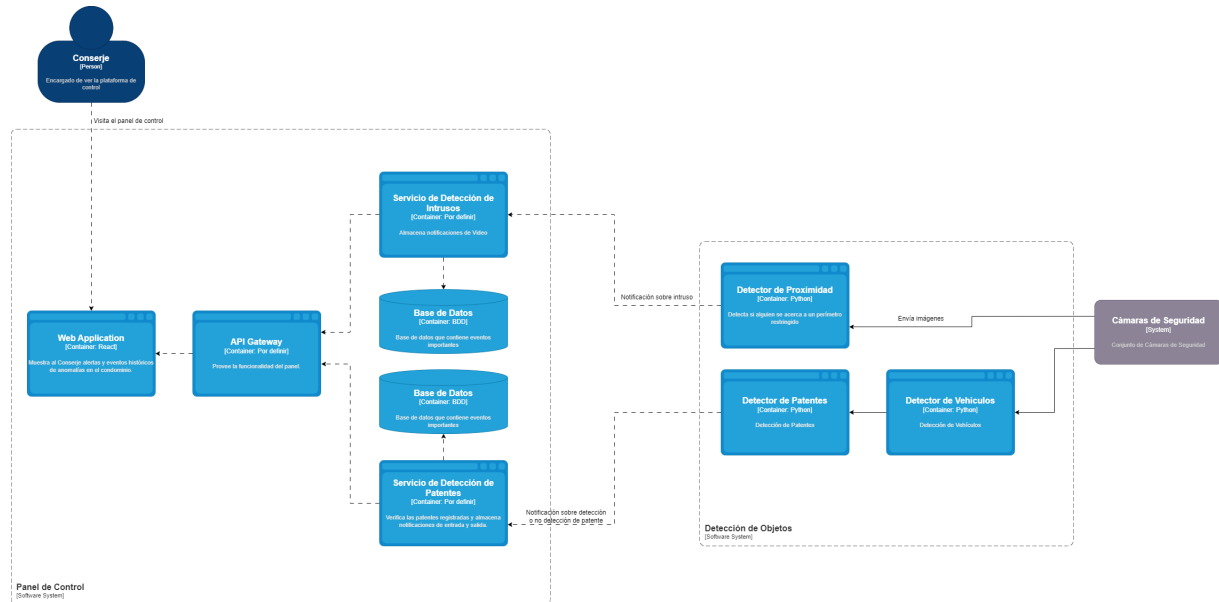 Conserje
[Person]
Encargado de ver la plataforma de
control
Visita el panel de control
Servicio de Detección de
Intrusos
[Container: Por definir]
Almacena notificaciones de Video
Base de Datos
[Container: BDD]
Base de datos que contiene eventos
importantes
Web Application
[Container: React]
Muestra al Conserje alertas y eventos históricos
de anomalías en el condominio.
API Gateway
[Container: Por definir]
Provee la funcionalidad del panel.
Base de Datos
[Container: BDD]
Base de datos que contiene eventos
importantes
Servicio de Detección de
Patentes
[Container: Por definir]
Verifica las patentes registradas y almacena
notificaciones de entrada y salida
Panel de Control
[Software System]
Notificación sobre intruso
Notificación sobre detección
o no detección de patente
Detector de Proximidad
[Container: Python]
Detecta si alguien se acerca a un perímetro
restringido
Envía imágenes
Detector de Patentes
[Container: Python]
Detección de Patentes
Detector de Vehículos
[Container: Python]
Detección de Vehículos
Detección de Objetos
[Software System]
Cámaras de Seguridad
[System]
Conjunto de Cámaras de Seguridad